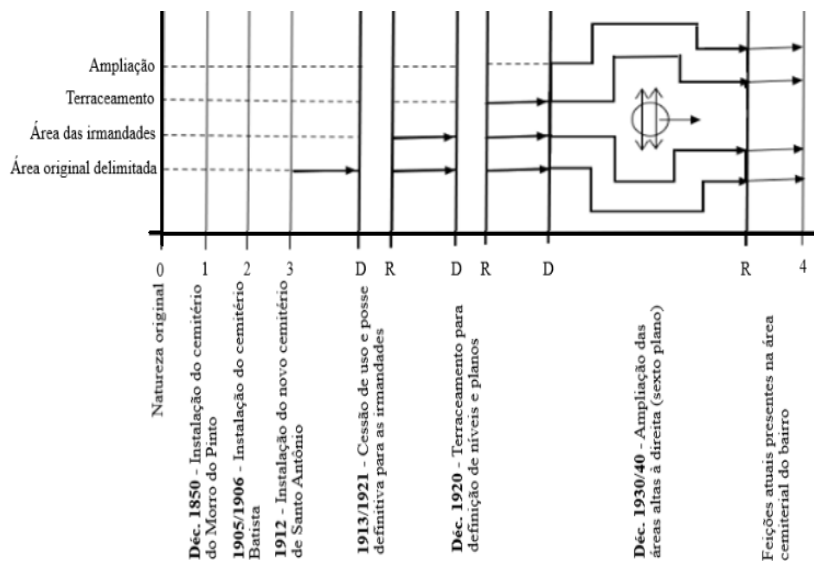 Ampliação
Terraceamento
Área das irmandades
Área original delimitada
0 1 2 3 D R D R D R 4
Natureza original
Déc. 1850 - Instalação do cemitério
do Morro do Pinto
1905/1906 - Instalação do cemitério
Batista
1912 - Instalação do novo cemitério
de Santo Antônio
1913/1921 - Cessão de uso e posse
definitiva para as irmandades
Déc. 1920 - Terraceamento para
definição de níveis e planos
Déc. 1930/40 - Ampliação das
áreas altas à direita (sexto plano)
Feições atuais presentes na área
cemiterial do bairro